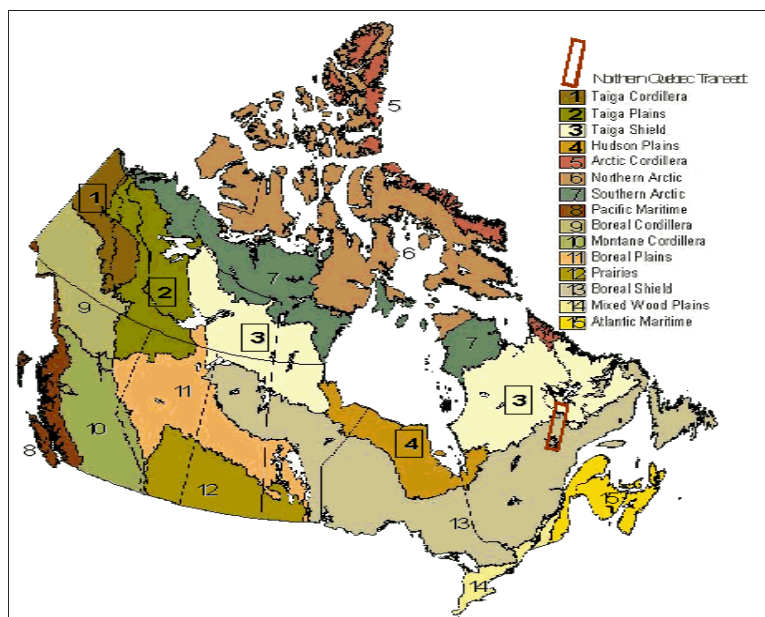 Northern Quebec Transect
1 Taiga Cordillera
2 Taiga Plains
3 Taiga Shield
4 Hudson Plains
5 Arctic Cordillera
6 Northern Arctic
7 Southern Arctic
8 Pacific Maritime
9 Boreal Cordillera
10 Montane Cordillera
11 Boreal Plains
12 Prairies
13 Boreal Shield
14 Mixed Wood Plains
15 Atlantic Maritime
5
1
6
7
2
9
3
7
3
11
10
4
8
12
15
13
14